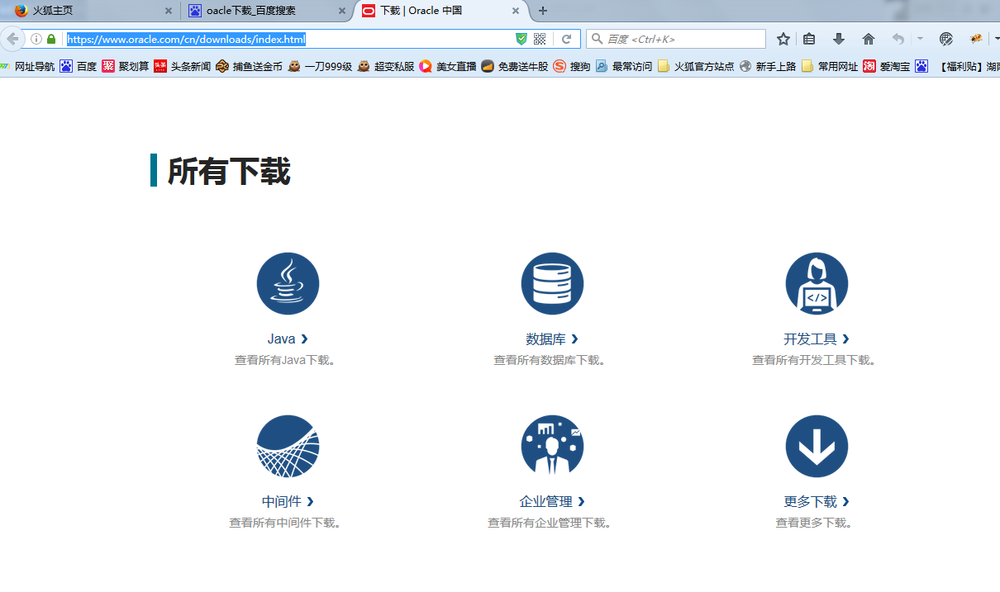 火狐主页 oacle下载_百度搜索 下载 | Oracle 中国
https://www.oracle.com/cn/downloads/index.html 百度 <Ctrl+K>
网址导航 百度 聚划算 头条新闻 捕鱼送金币 一刀999级 超变私服 美女直播 免费送牛股 搜狗 最常访问 火狐官方站点 新手上路 常用网址 爱淘宝 【福利贴】湖南
所有下载
Java 数据库 开发工具
查看所有Java下载。 查看所有数据库下载。 查看所有开发工具下载。
中间件 企业管理 更多下载
查看所有中间件下载。 查看所有企业管理下载。 查看更多下载。